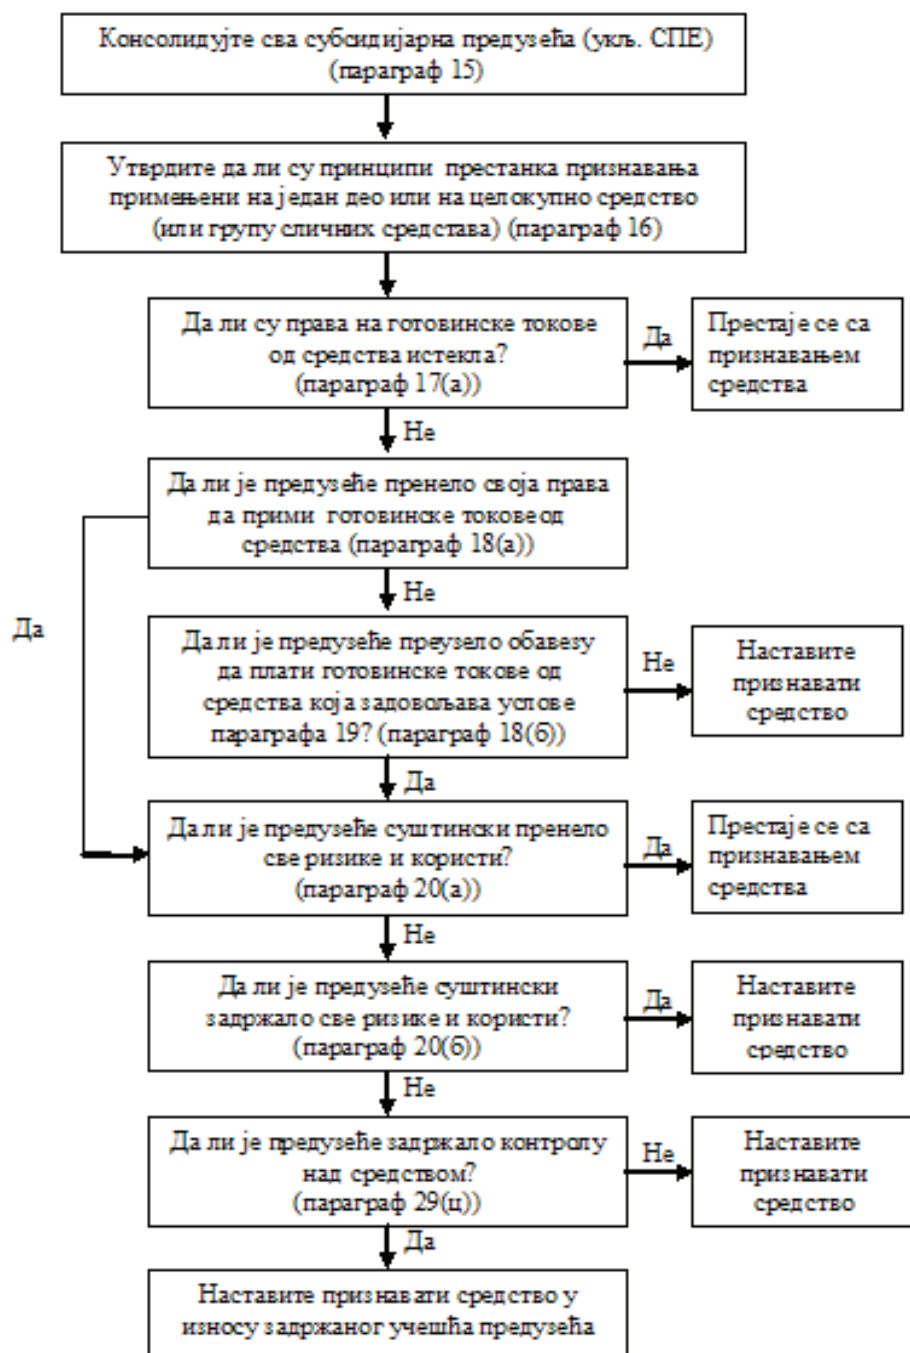 Консолидујте сва субсидијарна предузећа (укљ. СПЕ)
(параграф 15)
Утврдите да ли су принципи престанка признавања
примењени на један део или на целокупно средство
(или групу сличних средстава) (параграф 16)
Да ли су права на готовинске токове
од средства истекла?
(параграф 17(а))
Да
Престаје се са
признавањем
средства
Не
Да ли је предузеће пренело своја права
да прими готовинске токове од
средства (параграф 18(а))
Не
Да
Да ли је предузеће преузело обавезу
да плати готовинске токове од
средства која задовољава услове
параграфа 19? (параграф 18(б))
Не
Наставите
признавати
средство
Да
Да ли је предузеће суштински пренело
све ризике и користи?
(параграф 20(а))
Да
Престаје се са
признавањем
средства
Не
Да ли је предузеће суштински
задржало све ризике и користи?
(параграф 20(б))
Да
Наставите
признавати
средство
Не
Да ли је предузеће задржало контролу
над средством?
(параграф 29(ц))
Не
Наставите
признавати
средство
Да
Наставите признавати средство у
износу задржаног учешћа предузећа